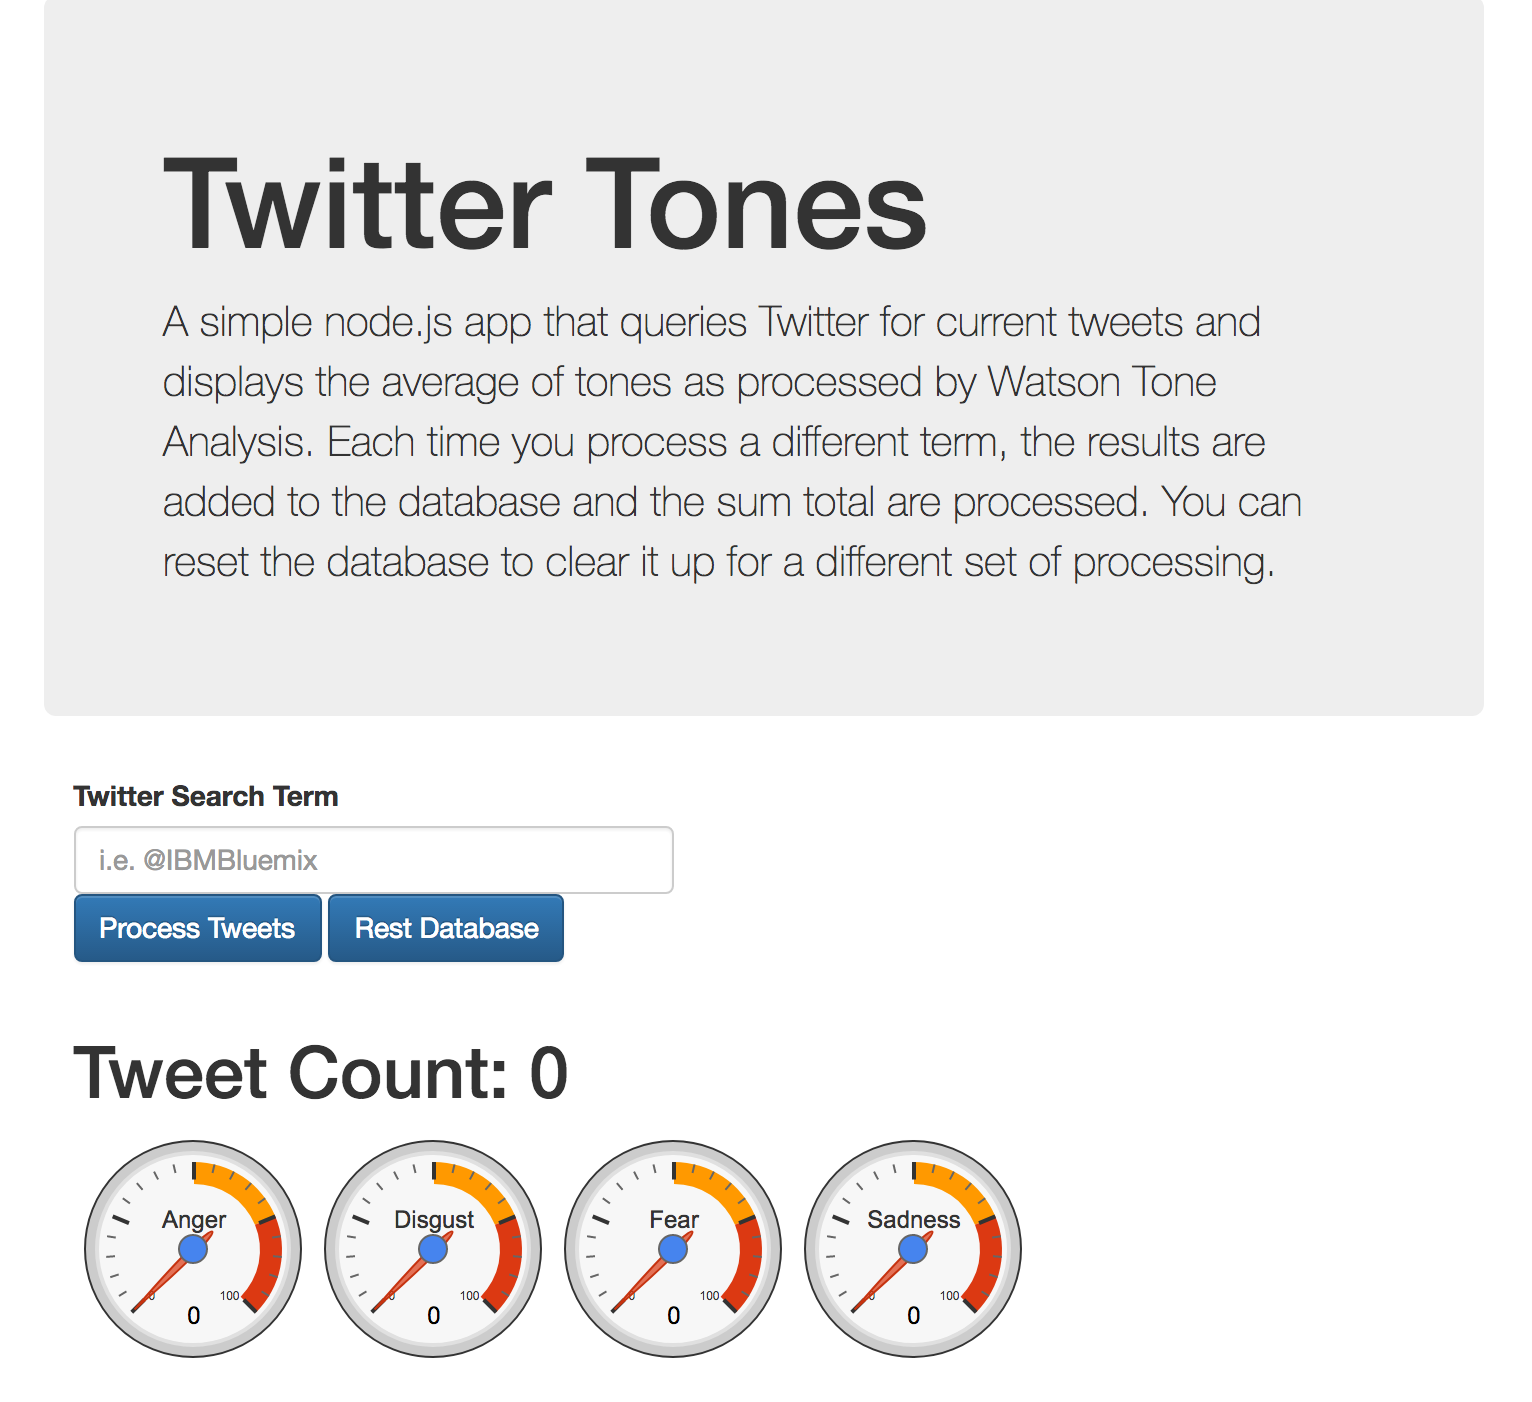 Twitter Tones
A simple node.js app that queries Twitter for current tweets and
displays the average of tones as processed by Watson Tone
Analysis. Each time you process a different term, the results are
added to the database and the sum total are processed. You can
reset the database to clear it up for a different set of processing.
Twitter Search Term
i.e. @IBMBluemix
Process Tweets Rest Database
Tweet Count: 0
Anger Disgust Fear Sadness
0 100 0 100 0 100 0 100
0 0 0 0